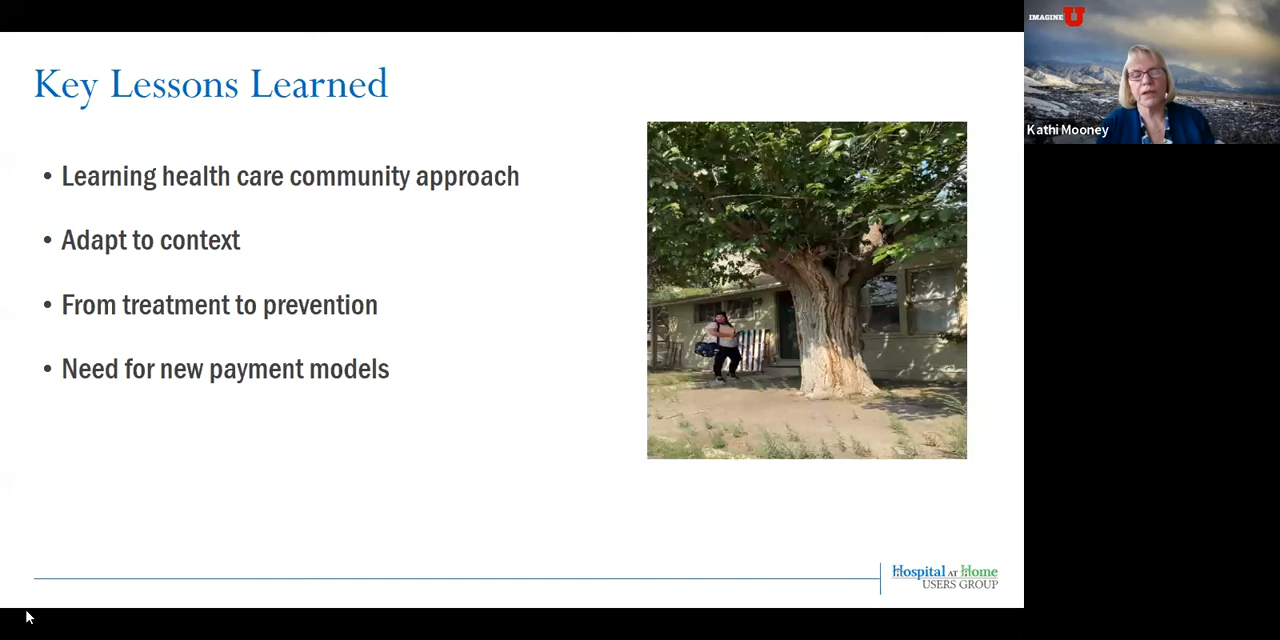 Key Lessons Learned
• Learning health care community approach
• Adapt to context
• From treatment to prevention
• Need for new payment models
Hospital AT Home
USERS GROUP
IMAGINE U
Kathi Mooney